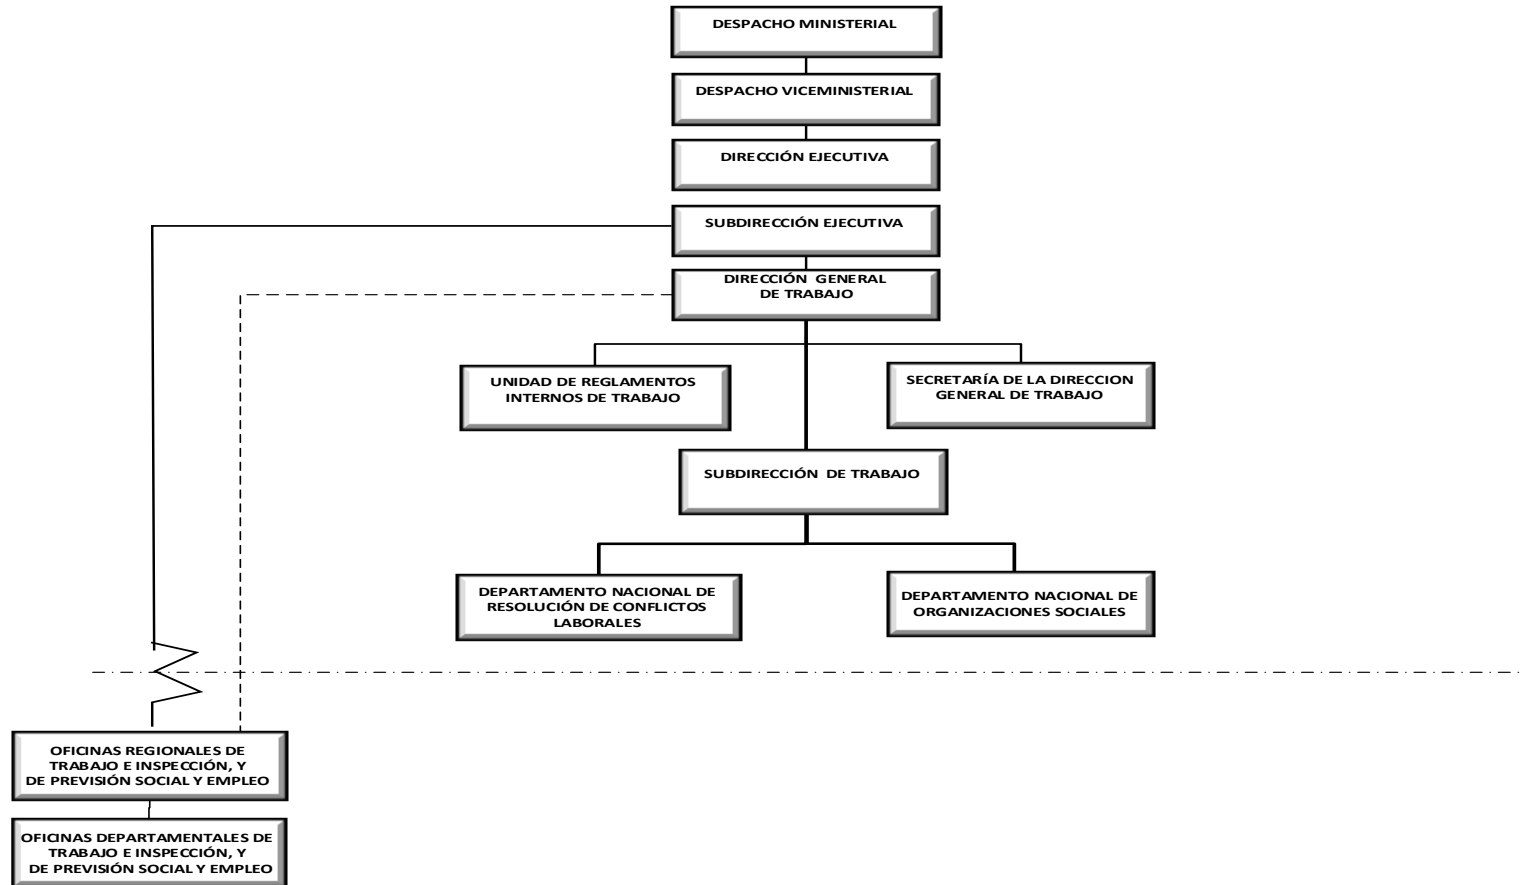 DESPACHO MINISTERIAL
DESPACHO VICEMINISTERIAL
DIRECCIÓN EJECUTIVA
SUBDIRECCIÓN EJECUTIVA
DIRECCIÓN GENERAL
DE TRABAJO
UNIDAD DE REGLAMENTOS
INTERNOS DE TRABAJO
SECRETARÍA DE LA DIRECCION
GENERAL DE TRABAJO
SUBDIRECCIÓN DE TRABAJO
DEPARTAMENTO NACIONAL DE
RESOLUCIÓN DE CONFLICTOS
LABORALES
DEPARTAMENTO NACIONAL DE
ORGANIZACIONES SOCIALES
OFICINAS REGIONALES DE
TRABAJO E INSPECCIÓN, Y
DE PREVISIÓN SOCIAL Y EMPLEO
OFICINAS DEPARTAMENTALES DE
TRABAJO E INSPECCIÓN, Y
DE PREVISIÓN SOCIAL Y EMPLEO